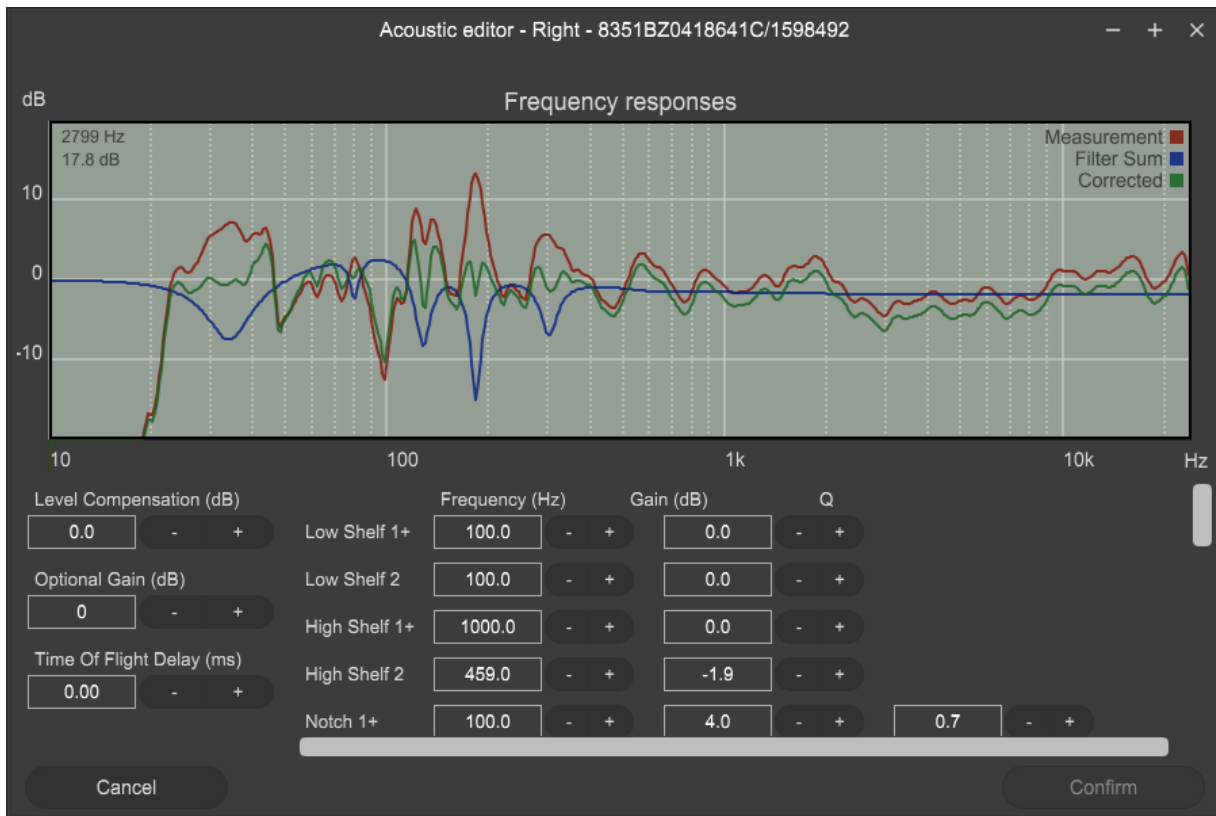 Acoustic editor - Right - 8351BZ0418641C/1598492
dB
Frequency responses
2799 Hz
17.8 dB
Measurement
Filter Sum
Corrected
10
0
-10
10 100 1k 10k Hz
Level Compensation (dB)
0.0 - +
Optional Gain (dB)
0 - +
Time Of Flight Delay (ms)
0.00 - +
Frequency (Hz) Gain (dB) Q
Low Shelf 1+ 100.0 - + 0.0 - +
Low Shelf 2 100.0 - + 0.0 - +
High Shelf 1+ 1000.0 - + 0.0 - +
High Shelf 2 459.0 - + -1.9 - +
Notch 1+ 100.0 - + 4.0 - + 0.7 - +
Cancel
Confirm